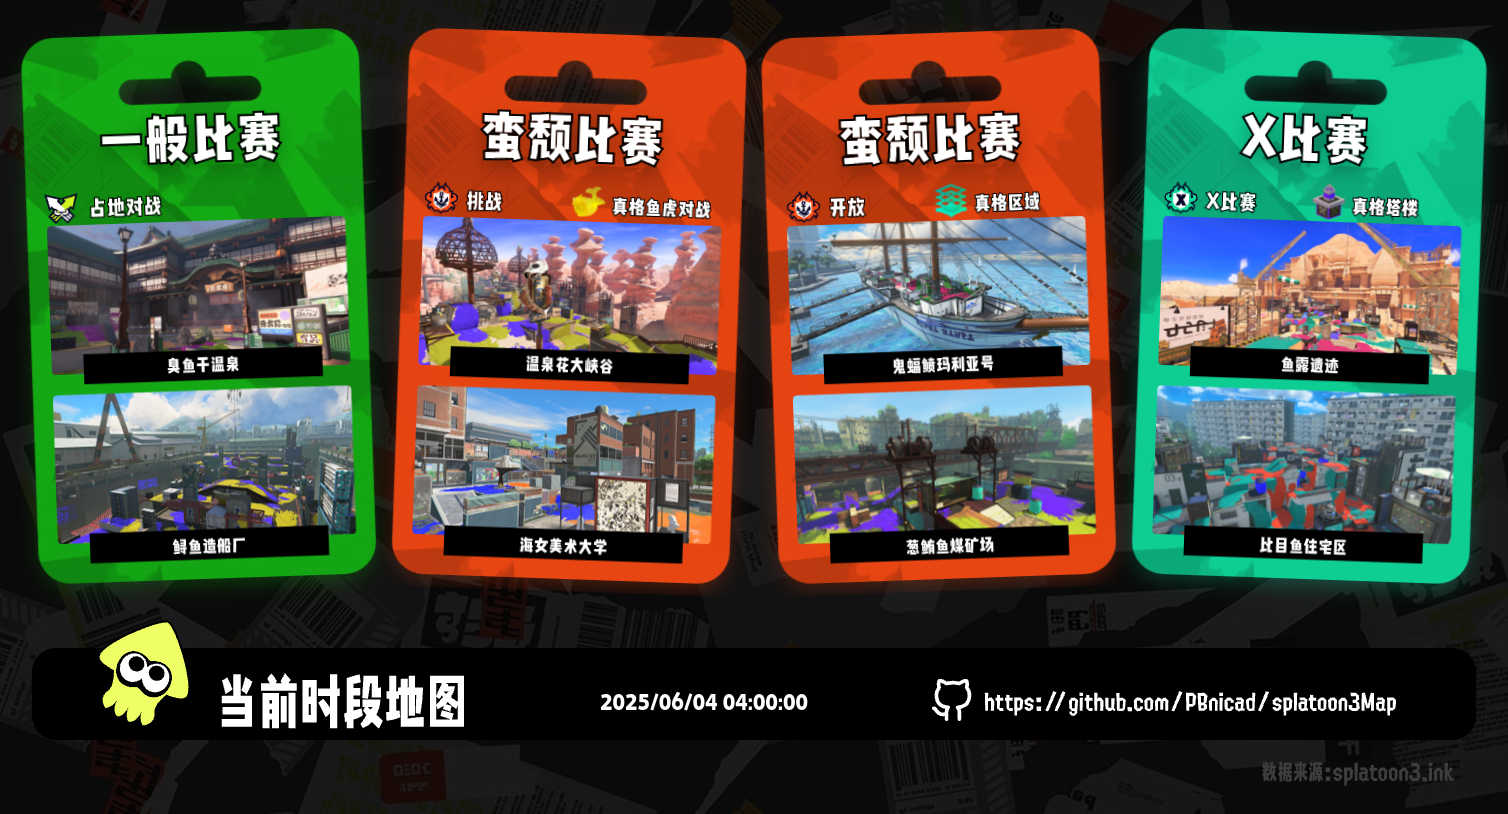 一般比赛
占地对战
臭鱼干温泉
鲟鱼造船厂
蛮颓比赛
挑战
真格鱼虎对战
温泉花大峡谷
海女美术大学
蛮颓比赛
开放
真格区域
鬼蝠鲼玛利亚号
葱鲔鱼煤矿场
X比赛
X比赛
真格塔楼
鱼露遗迹
比目鱼住宅区
当前时段地图
2025/06/04 04:00:00
https://github.com/PBnicad/splatoon3Map
数据来源:splatoon3.ink